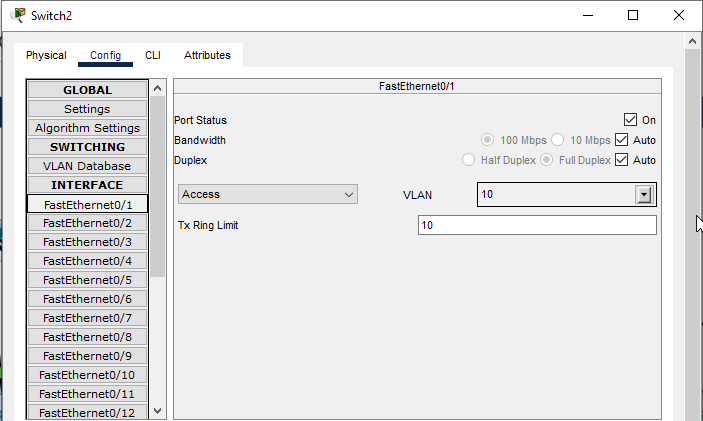 Switch2
Physical Config CLI Attributes
GLOBAL
Settings
Algorithm Settings
SWITCHING
VLAN Database
INTERFACE
FastEthernet0/1
FastEthernet0/2
FastEthernet0/3
FastEthernet0/4
FastEthernet0/5
FastEthernet0/6
FastEthernet0/7
FastEthernet0/8
FastEthernet0/9
FastEthernet0/10
FastEthernet0/11
FastEthernet0/12
FastEthernet0/1
Port Status On
Bandwidth 100 Mbps 10 Mbps Auto
Duplex Half Duplex Full Duplex Auto
Access VLAN 10
Tx Ring Limit 10